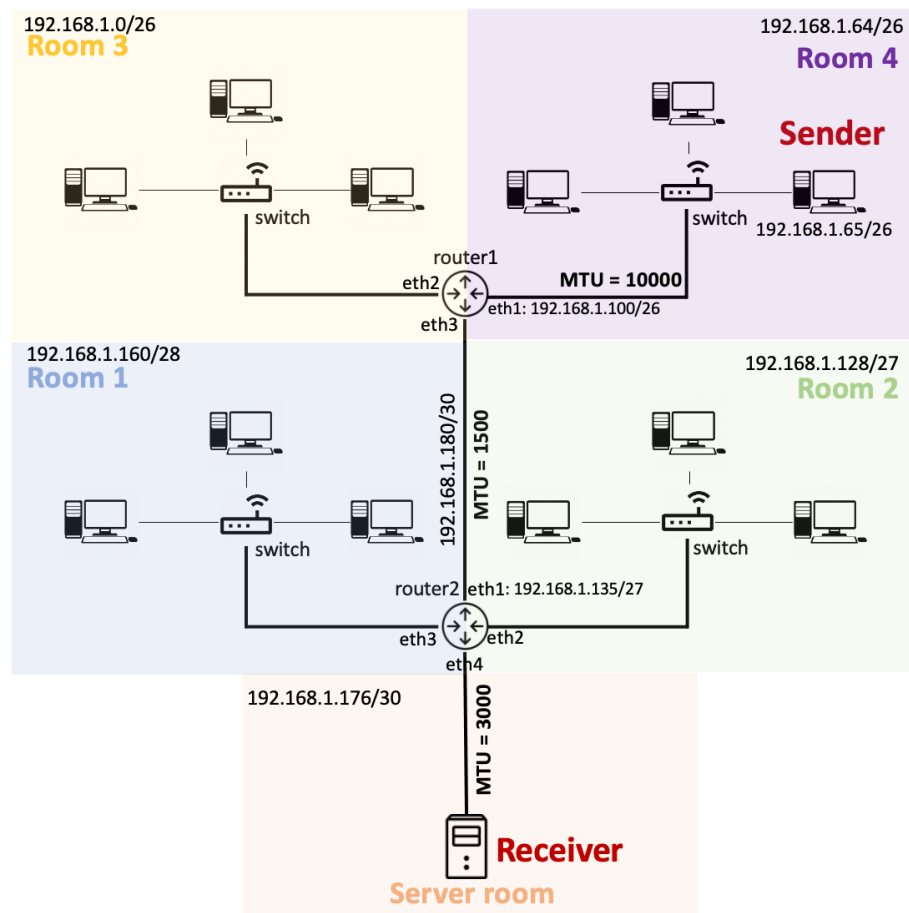 192.168.1.0/26
Room 3
192.168.1.64/26
Room 4
Sender
switch
switch
192.168.1.65/26
router1
eth2
MTU = 10000
eth1: 192.168.1.100/26
eth3
192.168.1.160/28
Room 1
192.168.1.128/27
Room 2
192.168.1.180/30
MTU = 1500
switch
switch
router2
eth1: 192.168.1.135/27
eth3
eth2
eth4
192.168.1.176/30
MTU = 3000
Receiver
Server room